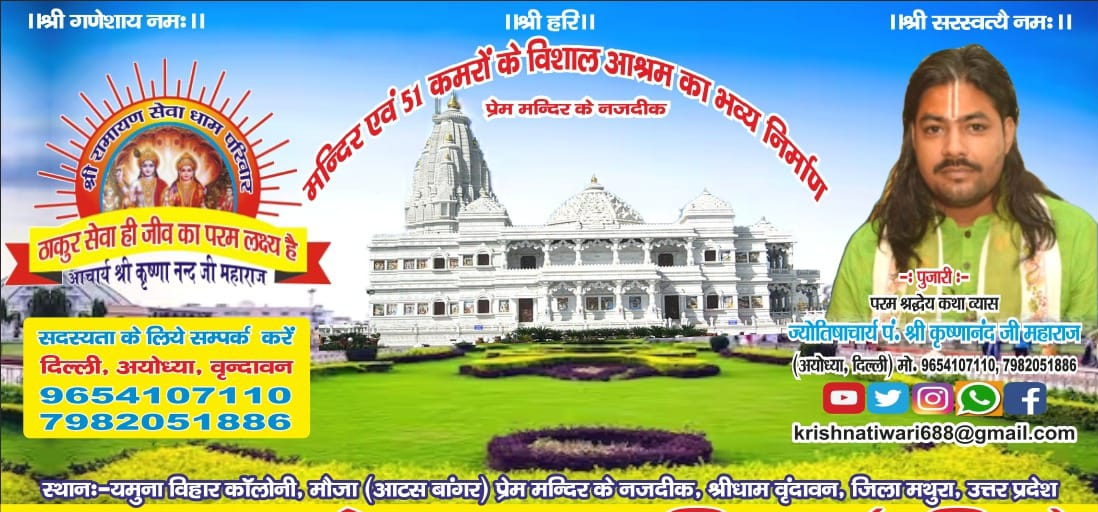 ।।श्री गणेशाय नमः।।
।।श्री हरि।।
।।श्री सरस्वत्यै नमः।।
मन्दिर एवं 51 कमरों के विशाल आश्रम का भव्य निर्माण
प्रेम मन्दिर के नजदीक
श्री रामायण सेवा धाम परिवार
ठाकुर सेवा ही जीव का परम लक्ष्य है
आचार्य श्री कृष्णा नन्द जी महाराज
सदस्यता के लिये सम्पर्क करें
दिल्ली, अयोध्या, वृन्दावन
9654107110
7982051886
-: पुजारी :-
परम श्रद्धेय कथा व्यास
ज्योतिषाचार्य पं. श्री कृष्णानंद जी महाराज
(अयोध्या, दिल्ली) मो. 9654107110, 7982051886
krishnatiwari688@gmail.com
स्थानः-यमुना विहार कॉलोनी, मौजा (आटस बांगर) प्रेम मन्दिर के नजदीक, श्रीधाम वृंदावन, जिला मथुरा, उत्तर प्रदेश